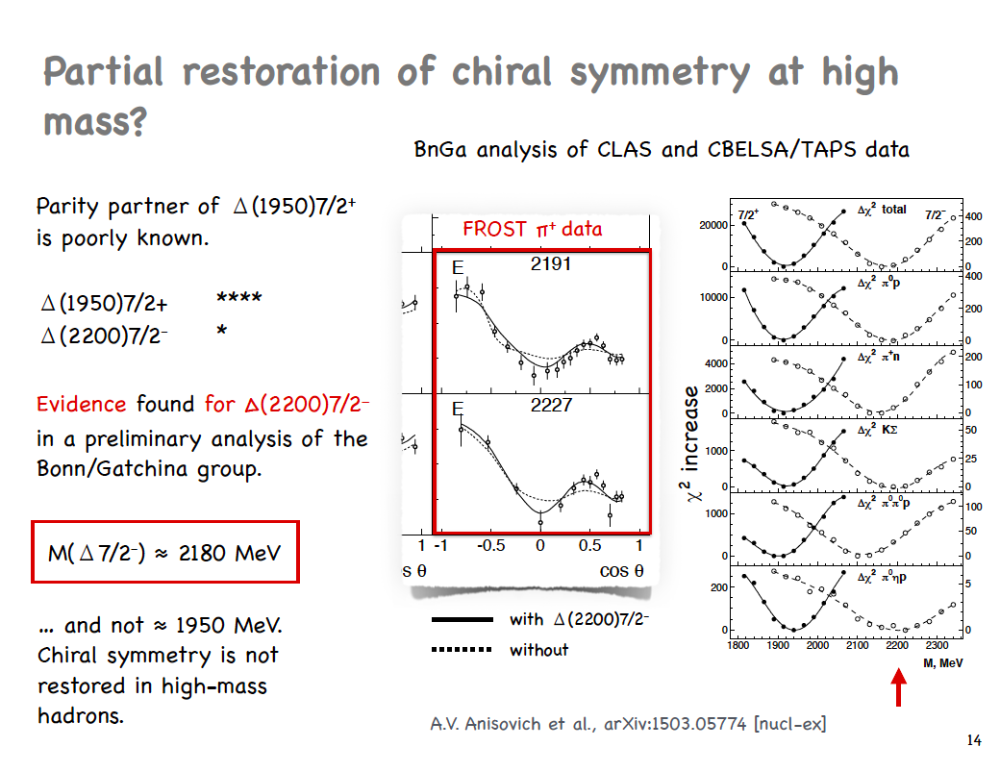 Partial restoration of chiral symmetry at high
mass?
BnGa analysis of CLAS and CBELSA/TAPS data
Parity partner of Δ(1950)7/2⁺
is poorly known.
Δ(1950)7/2+ ****
Δ(2200)7/2⁻ *
Evidence found for Δ(2200)7/2⁻
in a preliminary analysis of the
Bonn/Gatchina group.
M(Δ7/2⁻) ≈ 2180 MeV
… and not ≈ 1950 MeV.
Chiral symmetry is not
restored in high-mass
hadrons.
FROST π⁺ data
E 2191
E 2227
1 -1 -0.5 0 0.5 1
s θ cos θ
with Δ(2200)7/2⁻
without
χ² increase
7/2⁺ Δχ² total 7/2⁻
20000 400
200
0 0
Δχ² π⁰p
400
10000 200
0 0
Δχ² π⁺n
4000 200
2000 100
0 0
Δχ² KΣ
50
1000 25
0 0
Δχ² π⁰π⁰p
100
1000 50
0 0
Δχ² π⁰ηp
200 5
0 0
1800 1900 2000 2100 2200 2300
M, MeV
A.V. Anisovich et al., arXiv:1503.05774 [nucl-ex]
14